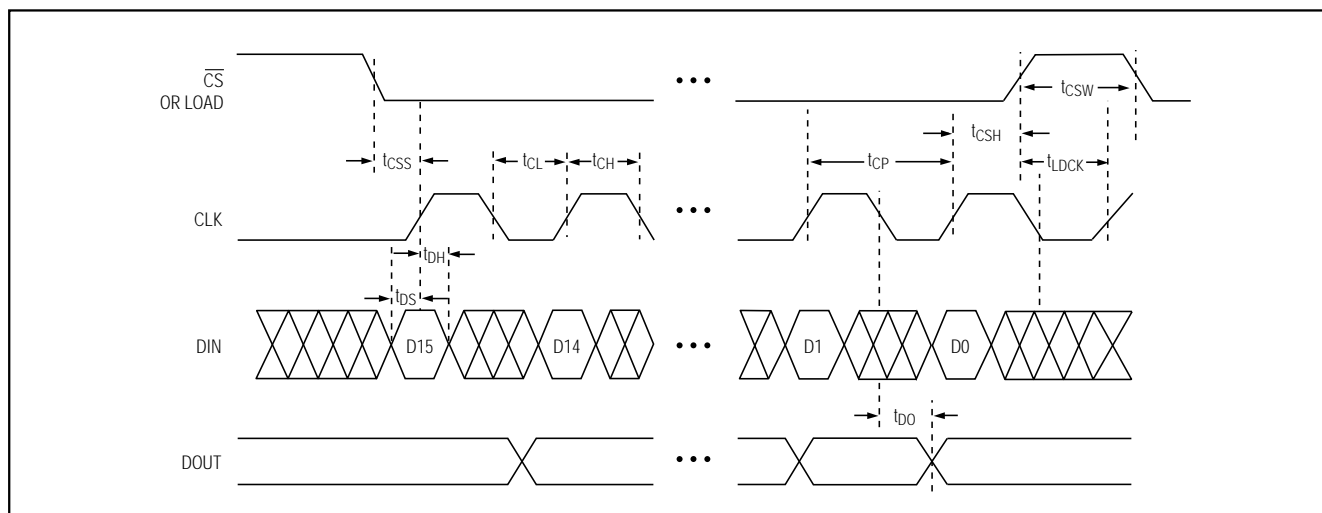 CS
OR LOAD
•••
tCSW
tCSH
tCSS
tCL
tCH
tCP
tLDCK
CLK
•••
tDH
tDS
DIN
D15
D14
•••
D1
D0
tDO
DOUT
•••